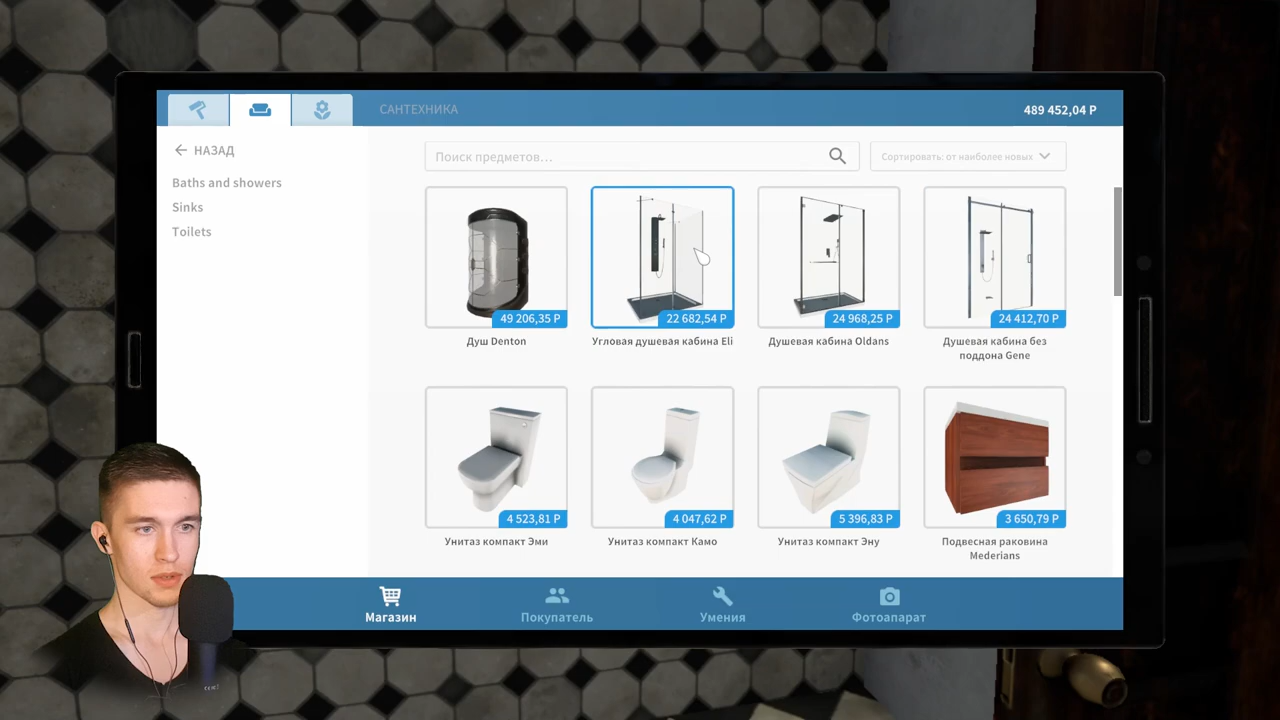 САНТЕХНИКА
489 452,04 Р
НАЗАД
Baths and showers
Sinks
Toilets
Поиск предметов...
Сортировать: от наиболее новых
49 206,35 Р
22 682,54 Р
24 968,25 Р
24 412,70 Р
Душ Denton
Угловая душевая кабина Eli
Душевая кабина Oldans
Душевая кабина без
поддона Gene
4 523,81 Р
4 047,62 Р
5 396,83 Р
3 650,79 Р
Унитаз компакт Эми
Унитаз компакт Камо
Унитаз компакт Эну
Подвесная раковина
Mederians
Магазин
Покупатель
Умения
Фотоаппарат